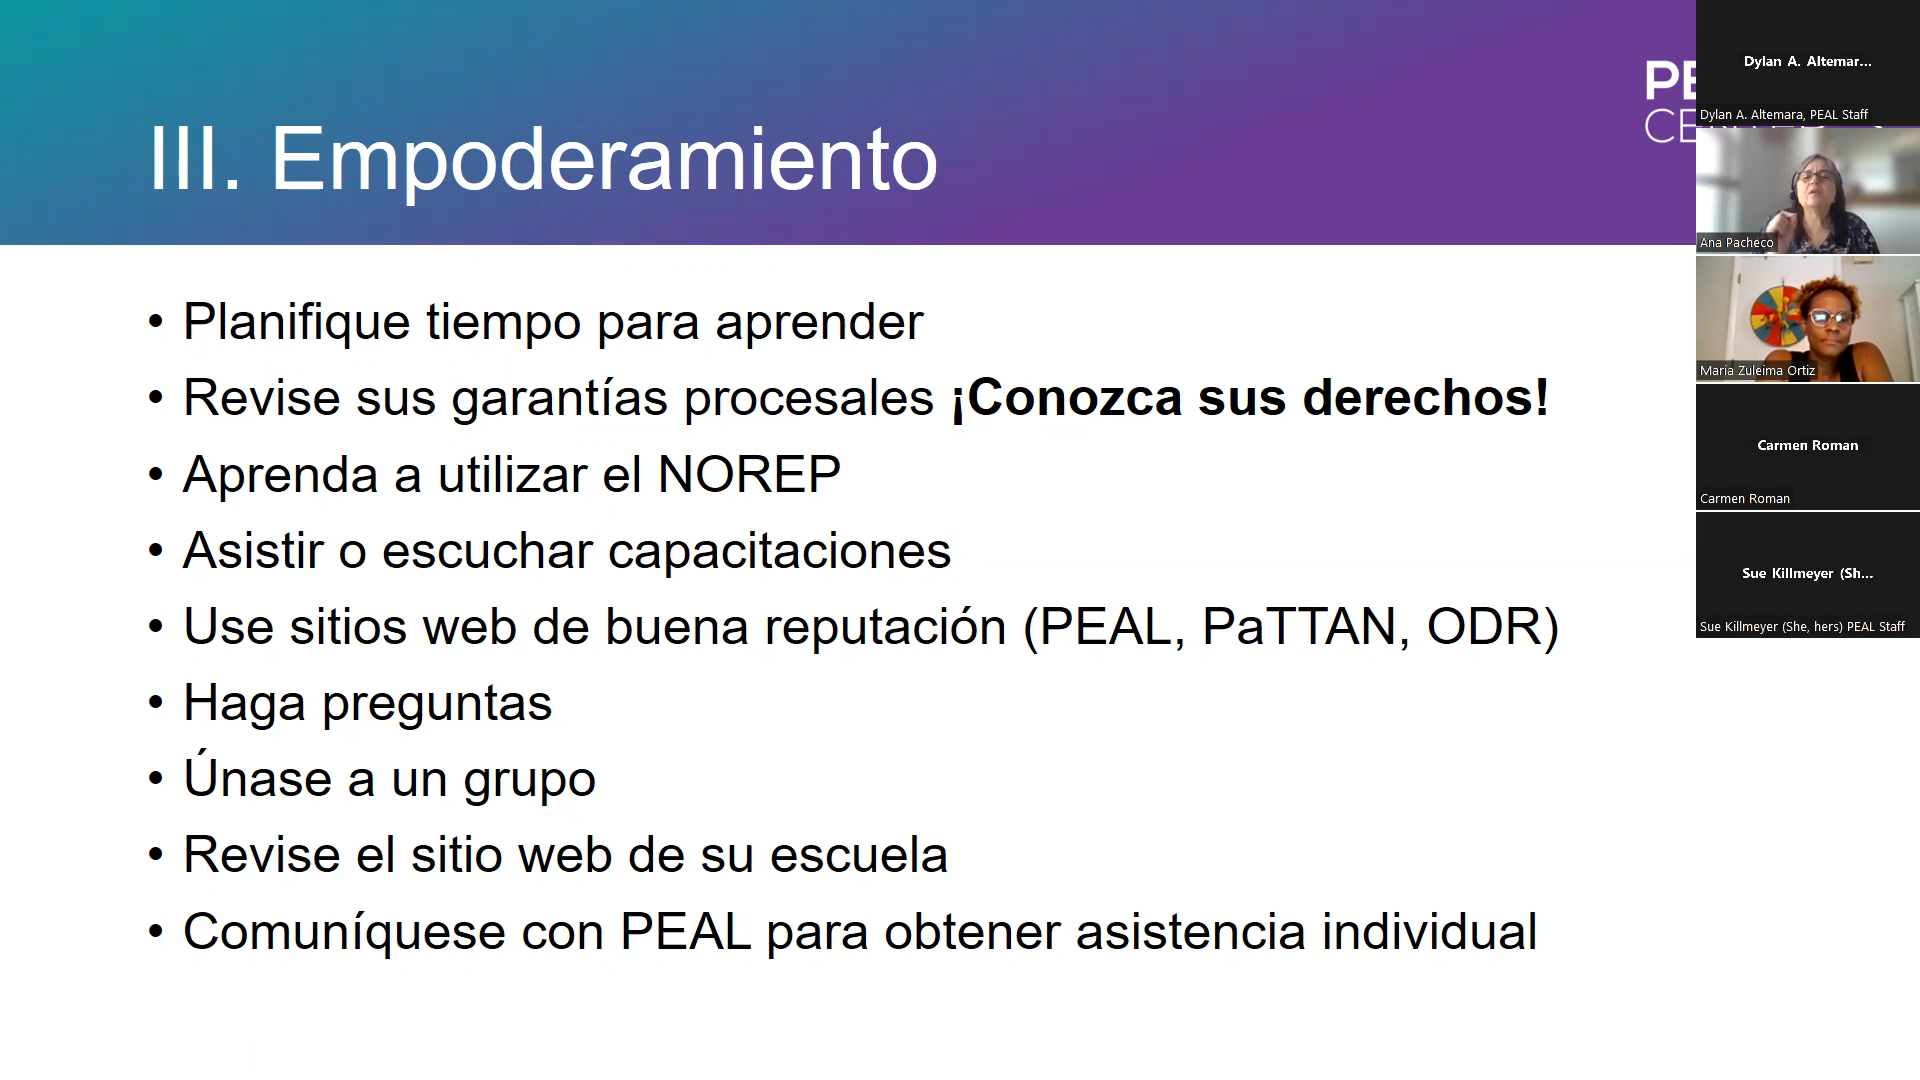 III. Empoderamiento
• Planifique tiempo para aprender
• Revise sus garantías procesales ¡Conozca sus derechos!
• Aprenda a utilizar el NOREP
• Asistir o escuchar capacitaciones
• Use sitios web de buena reputación (PEAL, PaTTAN, ODR)
• Haga preguntas
• Únase a un grupo
• Revise el sitio web de su escuela
• Comuníquese con PEAL para obtener asistencia individual
Dylan A. Altemar...
Dylan A. Altemara, PEAL Staff
Ana Pacheco
Maria Zuleima Ortiz
Carmen Roman
Carmen Roman
Sue Killmeyer (Sh...
Sue Killmeyer (She, hers) PEAL Staff